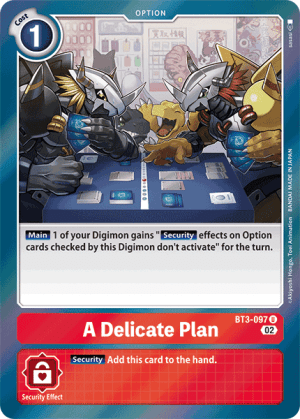 OPTION
Cost
1
Main 1 of your Digimon gains "Security effects on Option
cards checked by this Digimon don't activate" for the turn.
BT3-097 U
A Delicate Plan
02
Security Add this card to the hand.
Security Effect
©Akiyoshi Hongo, Toei Animation · BANDAI MADE IN JAPAN